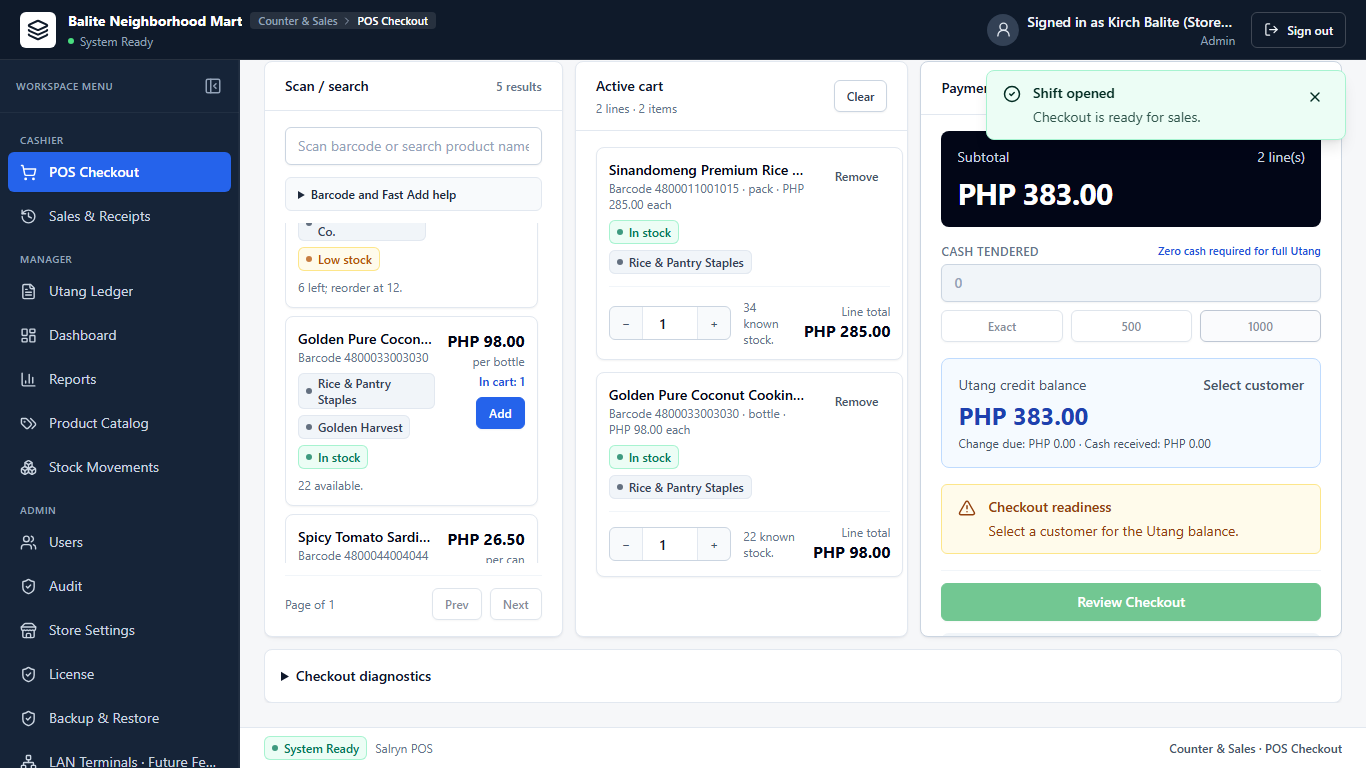 Balite Neighborhood Mart
Counter & Sales > POS Checkout
System Ready
Signed in as Kirch Balite (Store...
Admin
Sign out
WORKSPACE MENU
CASHIER
POS Checkout
Sales & Receipts
MANAGER
Utang Ledger
Dashboard
Reports
Product Catalog
Stock Movements
ADMIN
Users
Audit
Store Settings
License
Backup & Restore
LAN Terminals · Future Fe...
Scan / search
5 results
Scan barcode or search product name
Barcode and Fast Add help
Co.
Low stock
6 left; reorder at 12.
Golden Pure Cocon...
PHP 98.00
Barcode 4800033003030
per bottle
Rice & Pantry
Staples
In cart: 1
Add
Golden Harvest
In stock
22 available.
Spicy Tomato Sardi...
PHP 26.50
Barcode 4800044004044
per can
Page of 1
Prev
Next
Active cart
2 lines · 2 items
Clear
Sinandomeng Premium Rice ...
Remove
Barcode 4800011001015 · pack · PHP
285.00 each
In stock
Rice & Pantry Staples
− 1 +
34
known
stock.
Line total
PHP 285.00
Golden Pure Coconut Cookin...
Remove
Barcode 4800033003030 · bottle ·
PHP 98.00 each
In stock
Rice & Pantry Staples
− 1 +
22 known
stock.
Line total
PHP 98.00
Shift opened
Checkout is ready for sales.
Subtotal
2 line(s)
PHP 383.00
CASH TENDERED
Zero cash required for full Utang
0
Exact
500
1000
Utang credit balance
Select customer
PHP 383.00
Change due: PHP 0.00 · Cash received: PHP 0.00
Checkout readiness
Select a customer for the Utang balance.
Review Checkout
Checkout diagnostics
System Ready
Salryn POS
Counter & Sales · POS Checkout